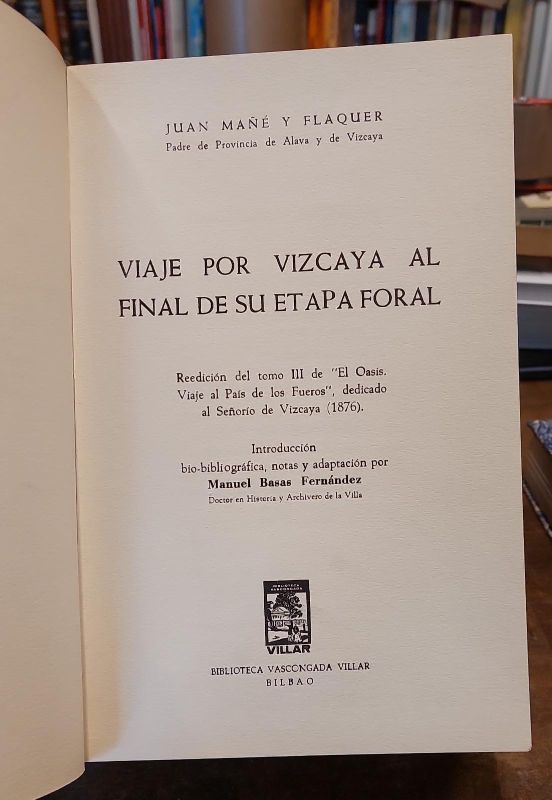 JUAN MAÑÉ Y FLAQUER
Padre de Provincia de Alava y de Vizcaya
VIAJE POR VIZCAYA AL
FINAL DE SU ETAPA FORAL
Reedición del tomo III de "El Oasis.
Viaje al País de los Fueros", dedicado
al Señorío de Vizcaya (1876).
Introducción
bio-bibliográfica, notas y adaptación por
Manuel Basas Fernández
Doctor en Historia y Archivero de la Villa
BIBLIOTECA
VASCONGADA
VILLAR
BIBLIOTECA VASCONGADA VILLAR
BILBAO